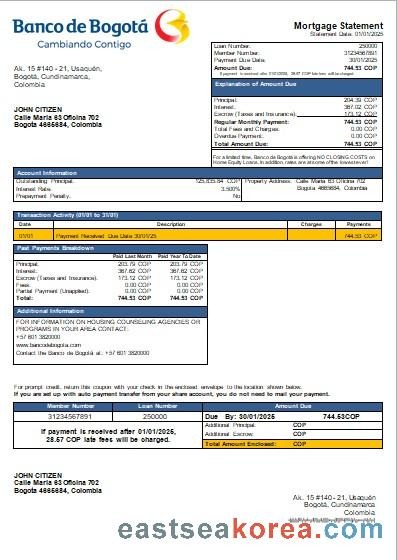 Banco de Bogotá
Cambiando Contigo
Mortgage Statement
Statement Date: 01/01/2025
Loan Number: 250000
Member Number: 31234567891
Payment Due Date: 30/01/2025
Amount Due: 744.53 COP
If payment is received after 01/01/2025, 28.57 COP late fees will be charged.
Ak. 15 #140 - 21, Usaquén,
Bogotá, Cundinamarca,
Colombia
JOHN CITIZEN
Calle Maria 63 Oficina 702
Bogota 4665684, Colombia
Explanation of Amount Due
Principal: 204.39 COP
Interest: 367.02 COP
Escrow (Taxes and Insurance): 173.12 COP
Regular Monthly Payment: 744.53 COP
Total Fees and Charges: 0.00 COP
Overdue Payment: 0.00 COP
Total Amount Due: 744.53 COP
For a limited time, Banco de Bogotá is offering NO CLOSING COSTS on
Home Equity Loans. In addition, rates are at some of the lowest ever!
Account Information
Outstanding Principal: 125,835.84 COP Property Address: Calle Maria 63 Oficina 702
Interest Rate: 3.500% Bogota 4665684, Colombia
Prepayment Penalty: No
Transaction Activity (01/01 to 31/01)
Date Description Charges Payments
01/01 Payment Received Due Date 30/01/25 744.53 COP
Past Payments Breakdown
Paid Last Month Paid Year To Date
Principal: 203.79 COP 203.79 COP
Interest: 367.62 COP 367.62 COP
Escrow (Taxes and Insurance): 173.12 COP 173.12 COP
Fees: 0.00 COP 0.00 COP
Partial Payment (Unapplied): 0.00 COP 0.00 COP
Total: 744.53 COP 744.53 COP
Additional Information
FOR INFORMATION ON HOUSING COUNSELING AGENCIES OR
PROGRAMS IN YOUR AREA CONTACT:
+57 601 3820000
www.bancodebogota.com
Contact the Banco de Bogotá at: +57 601 3820000
For prompt credit, return this coupon with your check in the enclosed envelope to the location shown below.
If you are set up with auto payment transfer from your share account, you do not need to mail your payment.
Member Number Loan Number Amount Due
31234567891 250000 Due By: 30/01/2025 744.53COP
If payment is received after 01/01/2025,
28.57 COP late fees will be charged.
Additional Principal: COP
Additional Escrow: COP
Total Amount Enclosed: COP
JOHN CITIZEN
Calle Maria 63 Oficina 702
Bogota 4665684, Colombia
Ak. 15 #140 - 21, Usaquén
Bogotá, Cundinamarca
Colombia
eastseakorea.com